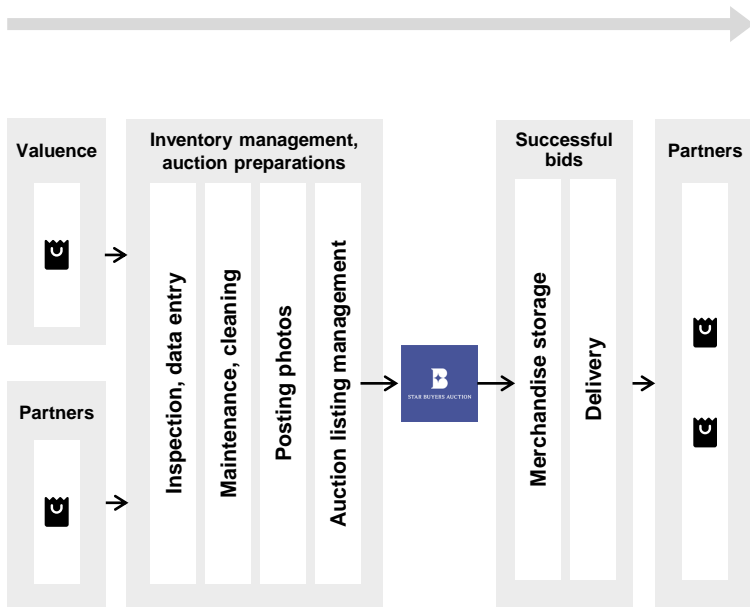 Valuence
Inventory management,
auction preparations
Successful
bids
Partners
Partners
Inspection, data entry
Maintenance, cleaning
Posting photos
Auction listing management
B
STAR BUYERS AUCTION
Merchandise storage
Delivery